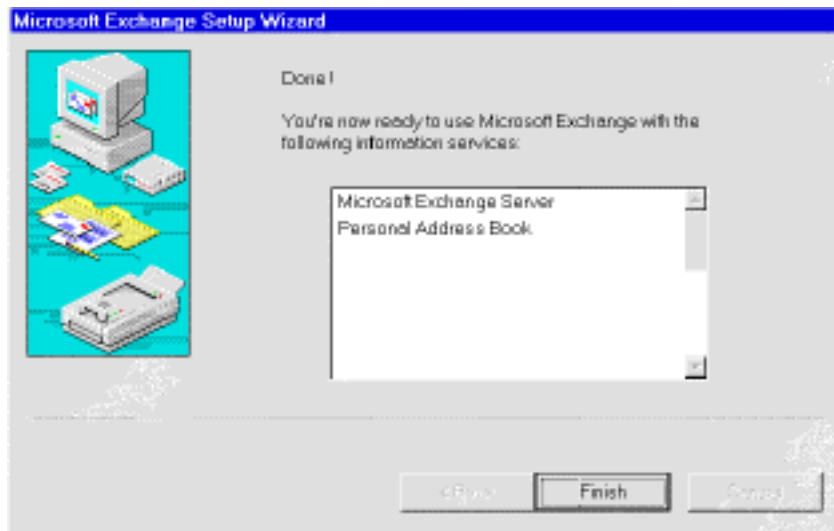 Microsoft Exchange Setup Wizard
Done!
You're now ready to use Microsoft Exchange with the
following information services:
Microsoft Exchange Server
Personal Address Book
Finish